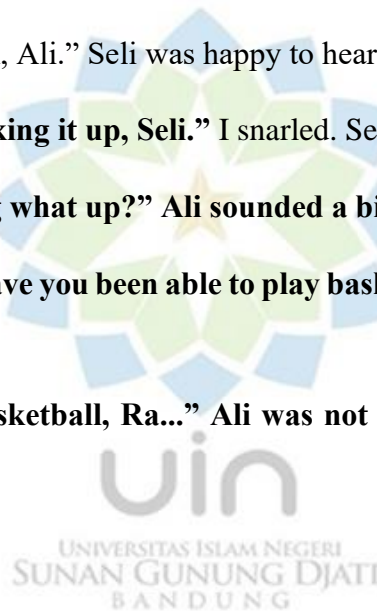 , Ali.” Seli was happy to hear
king it up, Seli.” I snarled. Se
g what up?” Ali sounded a bi
ave you been able to play bask
sketball, Ra...” Ali was not
uin
UNIVERSITAS ISLAM NEGERI
SUNAN GUNUNG DJATI
BANDUNG